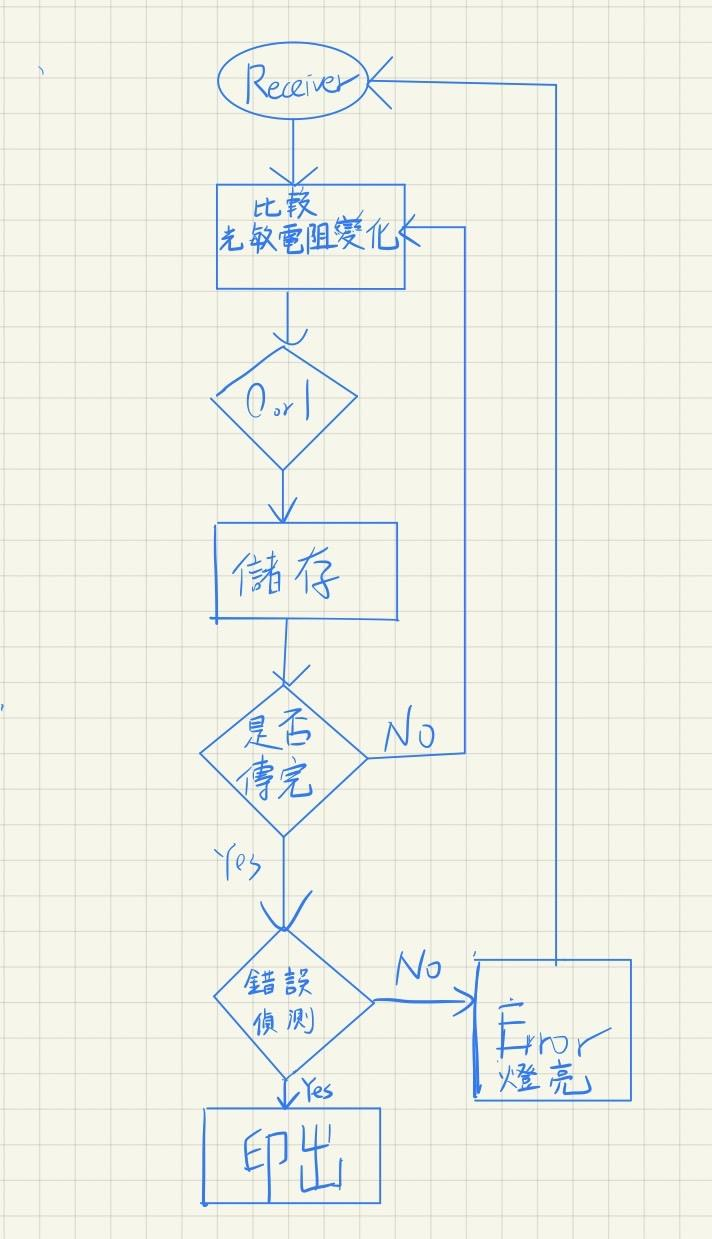 Receiver
比較
光敏電阻變化
0 or 1
儲存
是否
傳完
No
Yes
錯誤
偵測
No
Error
燈亮
Yes
印出